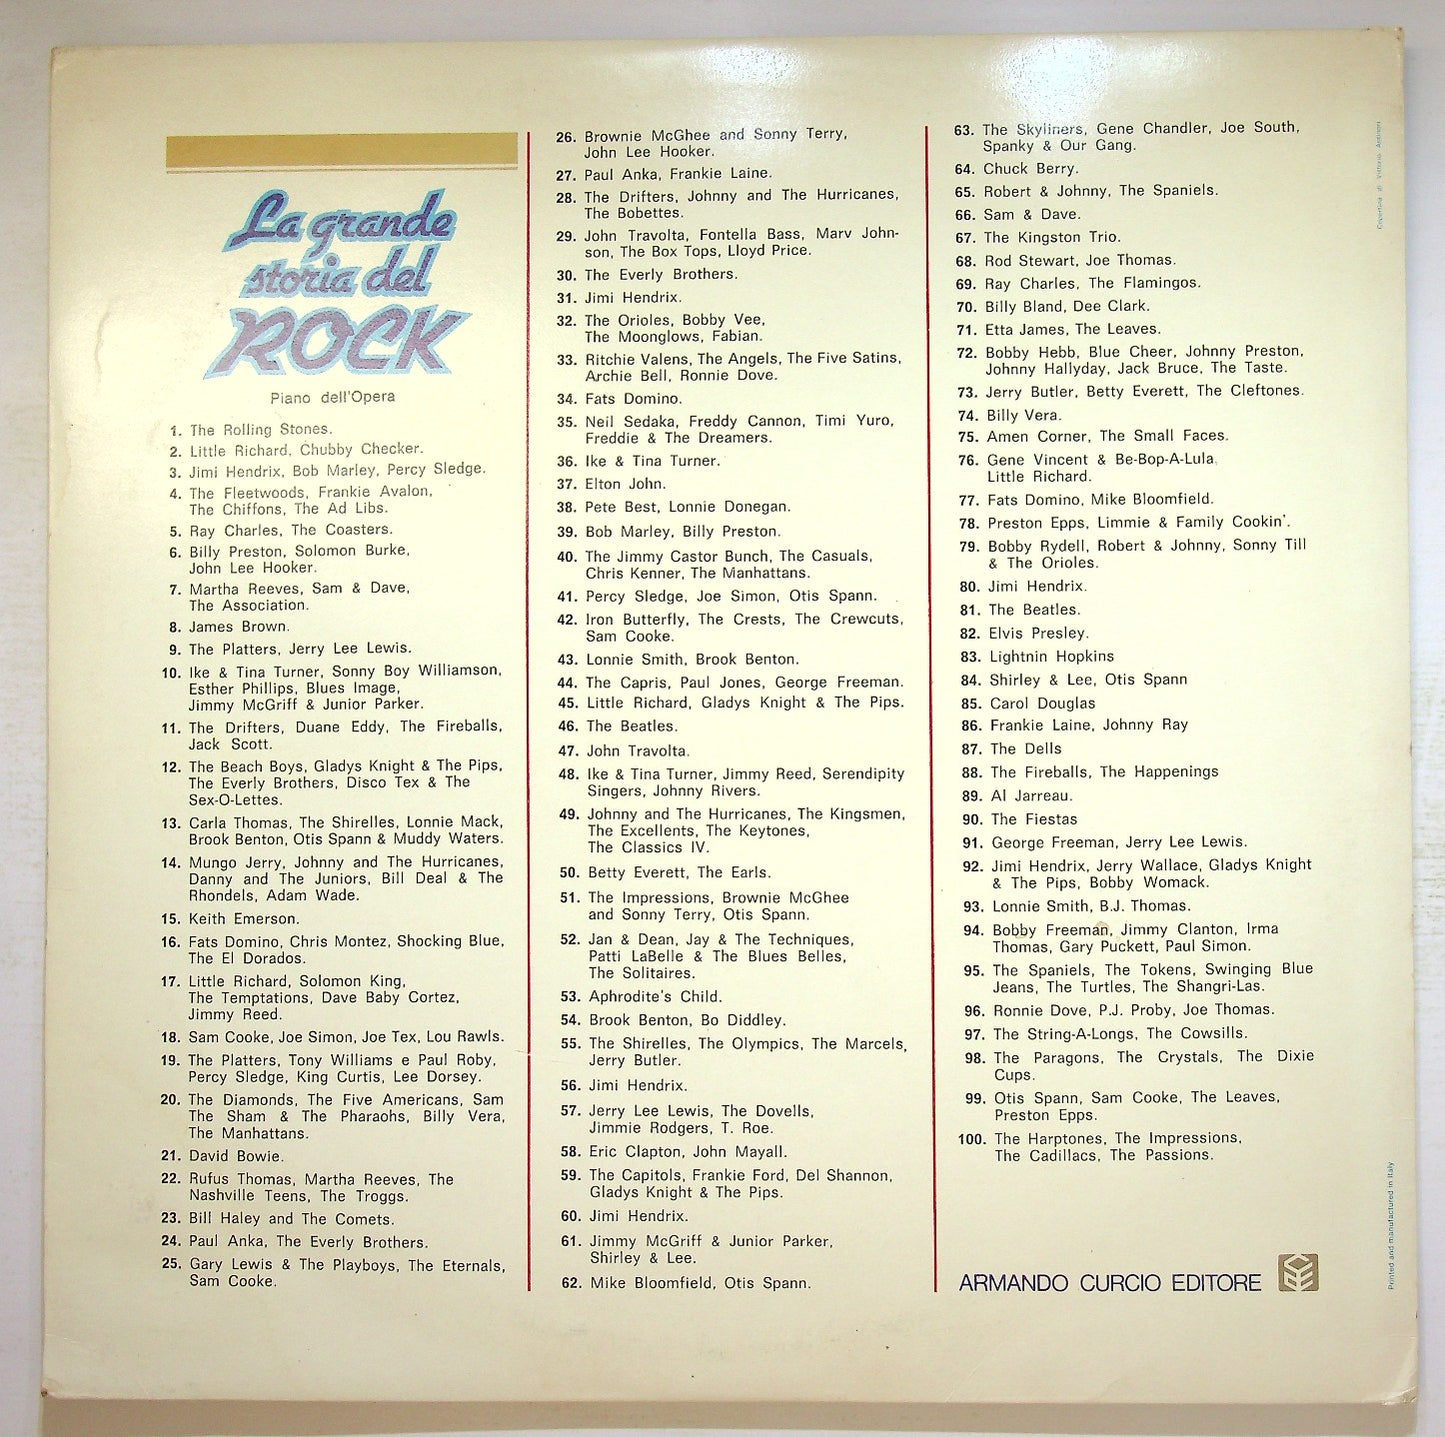 La grande
storia del
ROCK
Piano dell'Opera
1. The Rolling Stones.
2. Little Richard, Chubby Checker.
3. Jimi Hendrix, Bob Marley, Percy Sledge.
4. The Fleetwoods, Frankie Avalon,
The Chiffons, The Ad Libs.
5. Ray Charles, The Coasters.
6. Billy Preston, Solomon Burke,
John Lee Hooker.
7. Martha Reeves, Sam & Dave,
The Association.
8. James Brown.
9. The Platters, Jerry Lee Lewis.
10. Ike & Tina Turner, Sonny Boy Williamson,
Esther Phillips, Blues Image,
Jimmy McGriff & Junior Parker.
11. The Drifters, Duane Eddy, The Fireballs,
Jack Scott.
12. The Beach Boys, Gladys Knight & The Pips,
The Everly Brothers, Disco Tex & The
Sex-O-Lettes.
13. Carla Thomas, The Shirelles, Lonnie Mack,
Brook Benton, Otis Spann & Muddy Waters.
14. Mungo Jerry, Johnny and The Hurricanes,
Danny and The Juniors, Bill Deal & The
Rhondels, Adam Wade.
15. Keith Emerson.
16. Fats Domino, Chris Montez, Shocking Blue,
The El Dorados.
17. Little Richard, Solomon King,
The Temptations, Dave Baby Cortez,
Jimmy Reed.
18. Sam Cooke, Joe Simon, Joe Tex, Lou Rawls.
19. The Platters, Tony Williams e Paul Roby,
Percy Sledge, King Curtis, Lee Dorsey.
20. The Diamonds, The Five Americans, Sam
The Sham & The Pharaohs, Billy Vera,
The Manhattans.
21. David Bowie.
22. Rufus Thomas, Martha Reeves, The
Nashville Teens, The Troggs.
23. Bill Haley and The Comets.
24. Paul Anka, The Everly Brothers.
25. Gary Lewis & The Playboys, The Eternals,
Sam Cooke.
26. Brownie McGhee and Sonny Terry,
John Lee Hooker.
27. Paul Anka, Frankie Laine.
28. The Drifters, Johnny and The Hurricanes,
The Bobettes.
29. John Travolta, Fontella Bass, Marv John-
son, The Box Tops, Lloyd Price.
30. The Everly Brothers.
31. Jimi Hendrix.
32. The Orioles, Bobby Vee,
The Moonglows, Fabian.
33. Ritchie Valens, The Angels, The Five Satins,
Archie Bell, Ronnie Dove.
34. Fats Domino.
35. Neil Sedaka, Freddy Cannon, Timi Yuro,
Freddie & The Dreamers.
36. Ike & Tina Turner.
37. Elton John.
38. Pete Best, Lonnie Donegan.
39. Bob Marley, Billy Preston.
40. The Jimmy Castor Bunch, The Casuals,
Chris Kenner, The Manhattans.
41. Percy Sledge, Joe Simon, Otis Spann.
42. Iron Butterfly, The Crests, The Crewcuts,
Sam Cooke.
43. Lonnie Smith, Brook Benton.
44. The Capris, Paul Jones, George Freeman.
45. Little Richard, Gladys Knight & The Pips.
46. The Beatles.
47. John Travolta.
48. Ike & Tina Turner, Jimmy Reed, Serendipity
Singers, Johnny Rivers.
49. Johnny and The Hurricanes, The Kingsmen,
The Excellents, The Keytones,
The Classics IV.
50. Betty Everett, The Earls.
51. The Impressions, Brownie McGhee
and Sonny Terry, Otis Spann.
52. Jan & Dean, Jay & The Techniques,
Patti LaBelle & The Blues Belles,
The Solitaires.
53. Aphrodite's Child.
54. Brook Benton, Bo Diddley.
55. The Shirelles, The Olympics, The Marcels,
Jerry Butler.
56. Jimi Hendrix.
57. Jerry Lee Lewis, The Dovells,
Jimmie Rodgers, T. Roe.
58. Eric Clapton, John Mayall.
59. The Capitols, Frankie Ford, Del Shannon,
Gladys Knight & The Pips.
60. Jimi Hendrix.
61. Jimmy McGriff & Junior Parker,
Shirley & Lee.
62. Mike Bloomfield, Otis Spann.
63. The Skyliners, Gene Chandler, Joe South,
Spanky & Our Gang.
64. Chuck Berry.
65. Robert & Johnny, The Spaniels.
66. Sam & Dave.
67. The Kingston Trio.
68. Rod Stewart, Joe Thomas.
69. Ray Charles, The Flamingos.
70. Billy Bland, Dee Clark.
71. Etta James, The Leaves.
72. Bobby Hebb, Blue Cheer, Johnny Preston,
Johnny Hallyday, Jack Bruce, The Taste.
73. Jerry Butler, Betty Everett, The Cleftones.
74. Billy Vera.
75. Amen Corner, The Small Faces.
76. Gene Vincent & Be-Bop-A-Lula,
Little Richard.
77. Fats Domino, Mike Bloomfield.
78. Preston Epps, Limmie & Family Cookin'.
79. Bobby Rydell, Robert & Johnny, Sonny Till
& The Orioles.
80. Jimi Hendrix.
81. The Beatles.
82. Elvis Presley.
83. Lightnin Hopkins
84. Shirley & Lee, Otis Spann
85. Carol Douglas
86. Frankie Laine, Johnny Ray
87. The Dells
88. The Fireballs, The Happenings
89. Al Jarreau.
90. The Fiestas
91. George Freeman, Jerry Lee Lewis.
92. Jimi Hendrix, Jerry Wallace, Gladys Knight
& The Pips, Bobby Womack.
93. Lonnie Smith, B.J. Thomas.
94. Bobby Freeman, Jimmy Clanton, Irma
Thomas, Gary Puckett, Paul Simon.
95. The Spaniels, The Tokens, Swinging Blue
Jeans, The Turtles, The Shangri-Las.
96. Ronnie Dove, P.J. Proby, Joe Thomas.
97. The String-A-Longs, The Cowsills.
98. The Paragons, The Crystals, The Dixie
Cups.
99. Otis Spann, Sam Cooke, The Leaves,
Preston Epps.
100. The Harptones, The Impressions,
The Cadillacs, The Passions.
ARMANDO CURCIO EDITORE
Copertina di Vittorio Antinori
Printed and manufactured in Italy